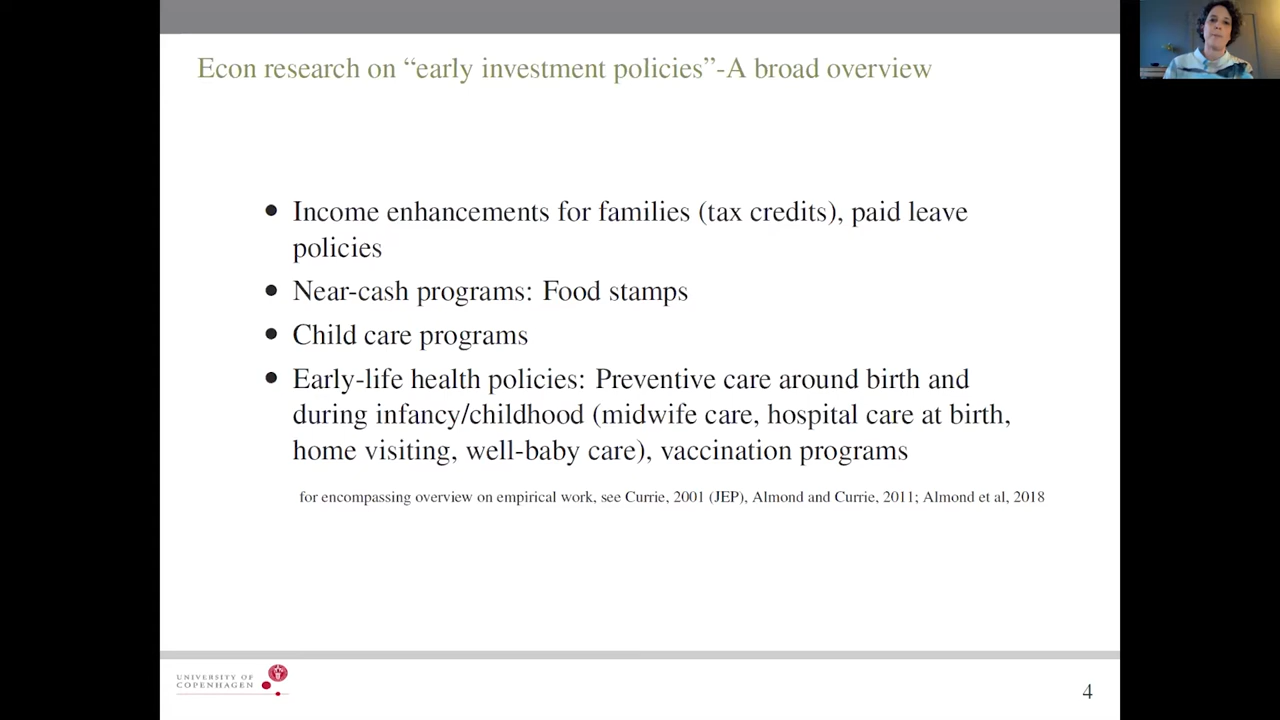 Econ research on “early investment policies”-A broad overview
• Income enhancements for families (tax credits), paid leave
policies
• Near-cash programs: Food stamps
• Child care programs
• Early-life health policies: Preventive care around birth and
during infancy/childhood (midwife care, hospital care at birth,
home visiting, well-baby care), vaccination programs
for encompassing overview on empirical work, see Currie, 2001 (JEP), Almond and Currie, 2011; Almond et al, 2018
UNIVERSITY OF
COPENHAGEN
4